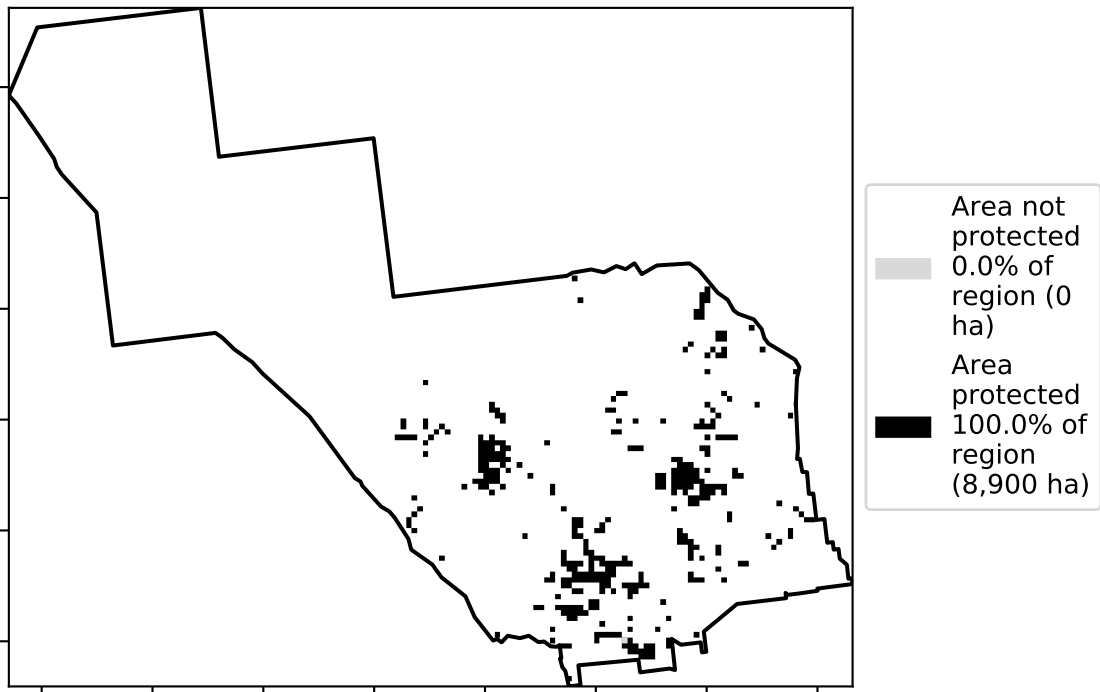 Area not
protected
0.0% of
region (0
ha)
Area
protected
100.0% of
region
(8,900 ha)